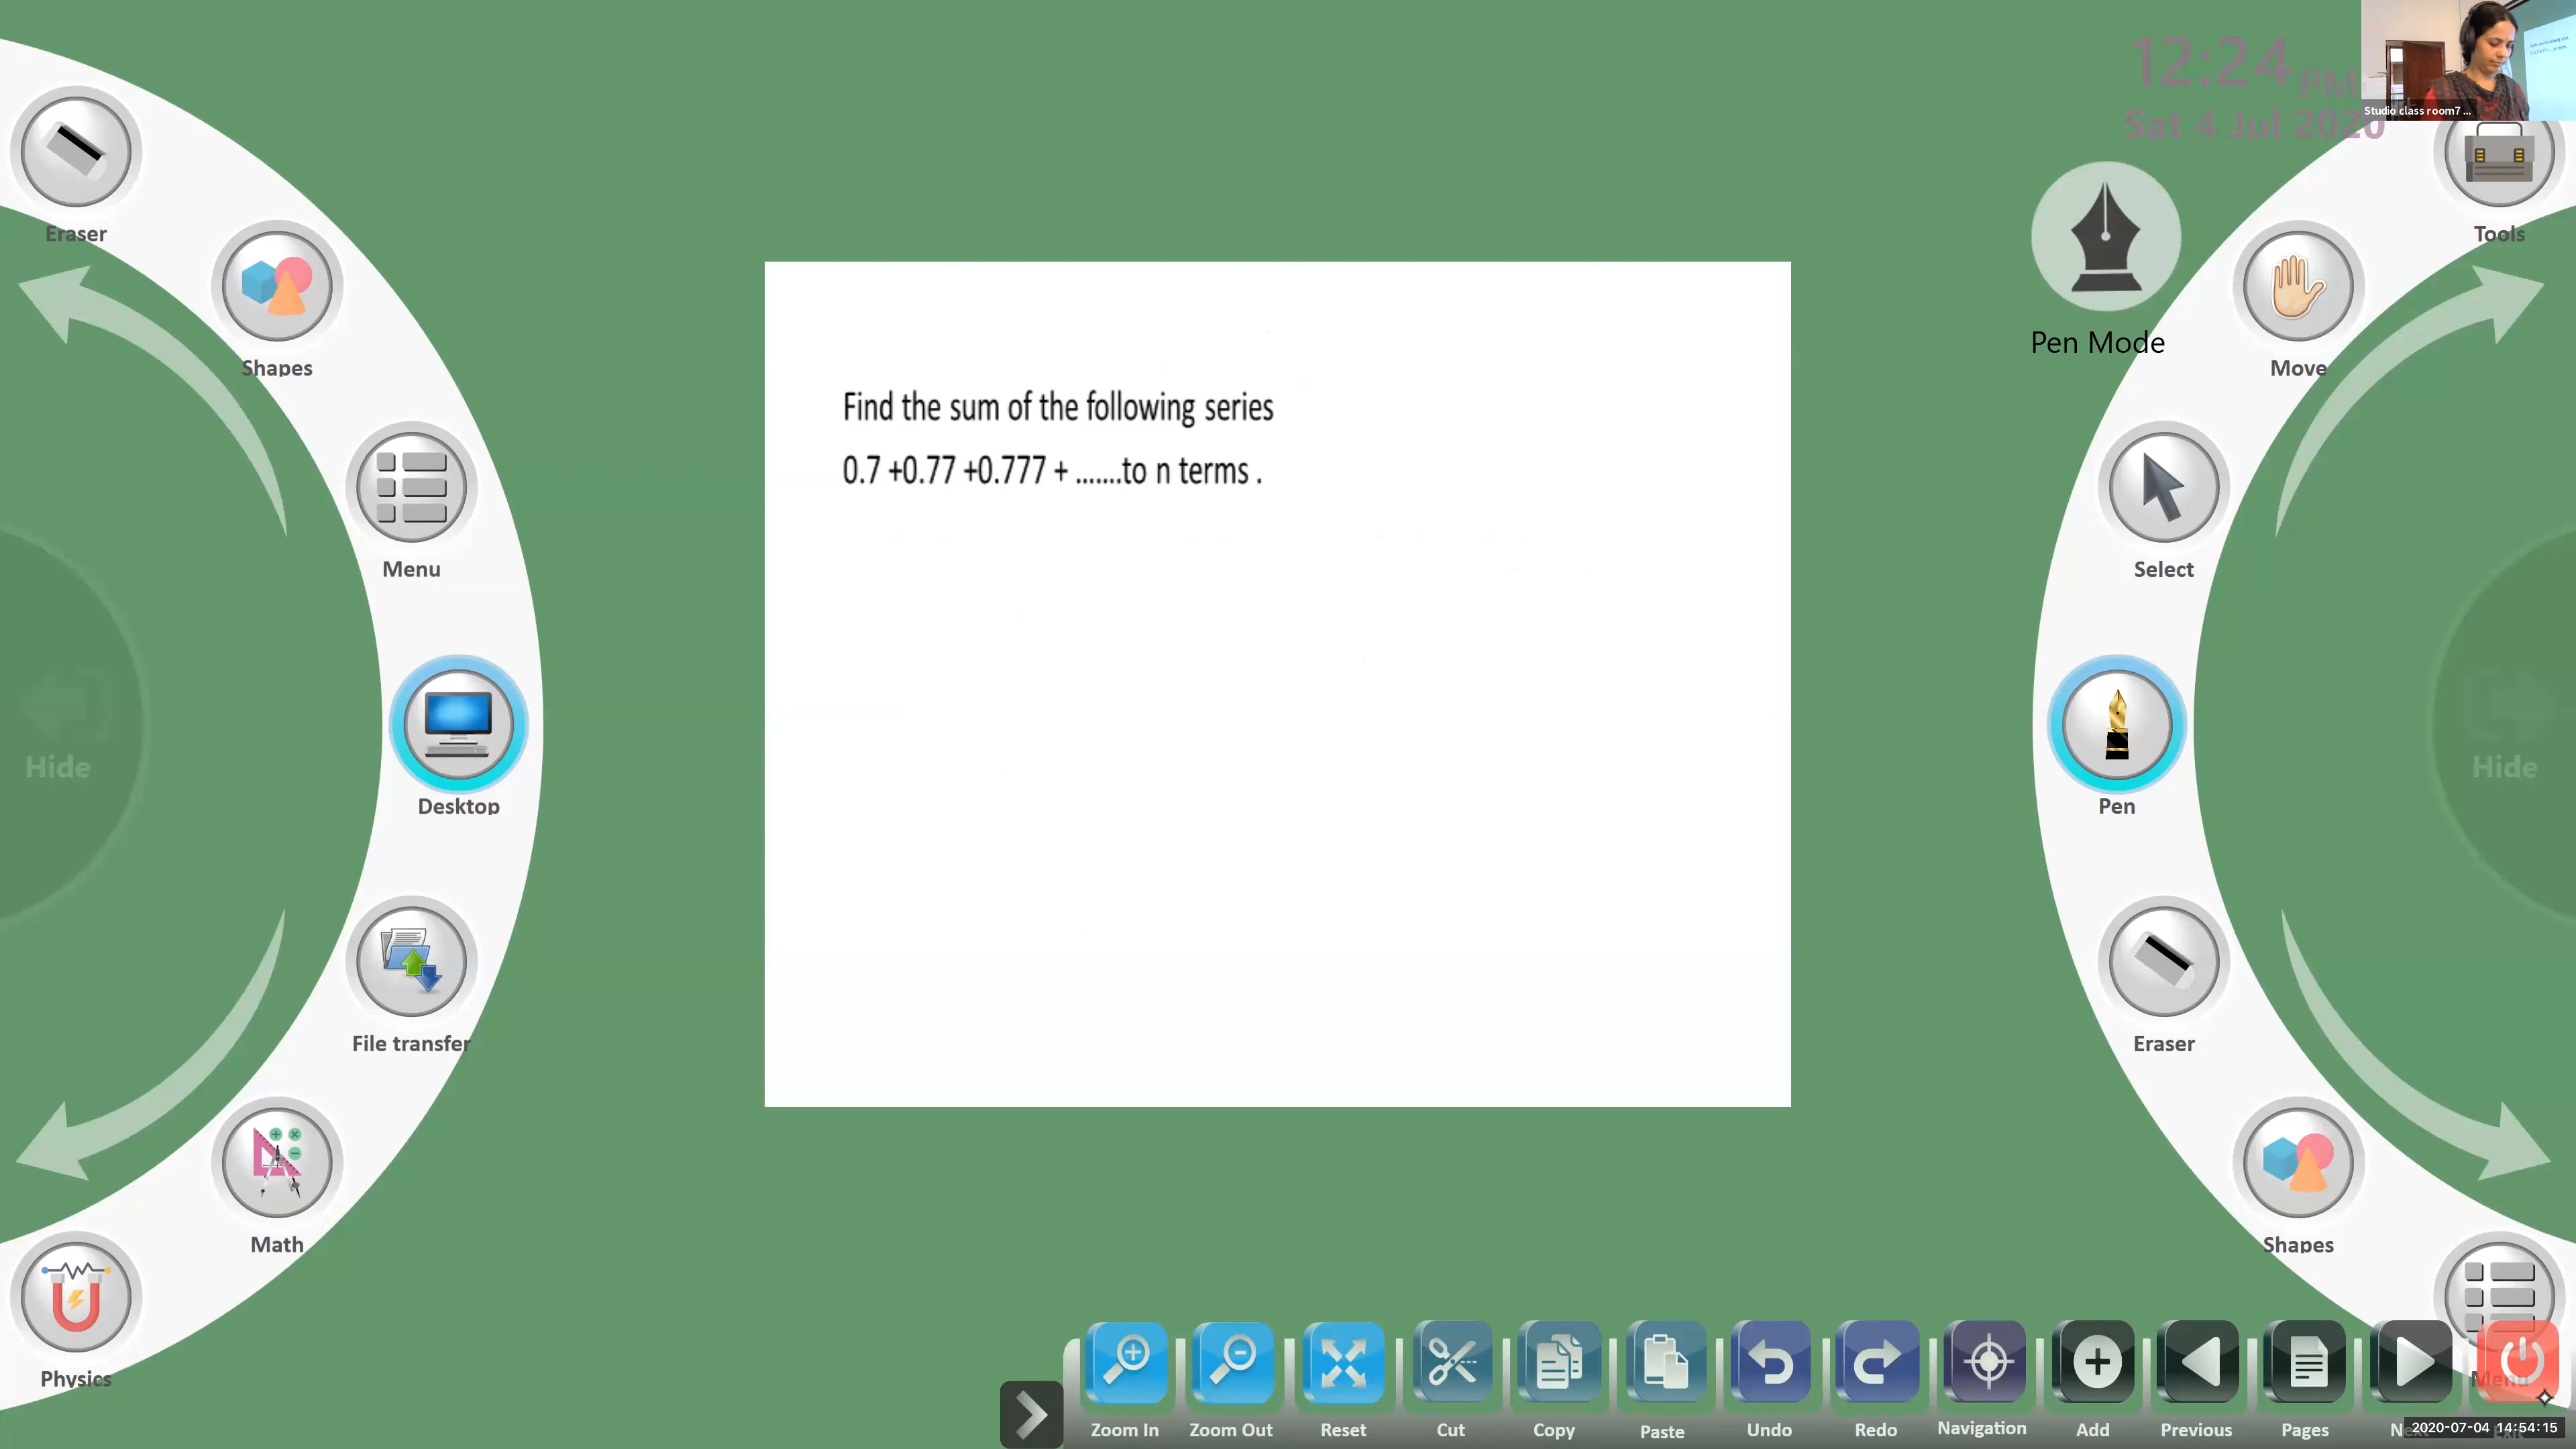 12:24 PM
Sat 4 Jul 2020
Studio class room7 ...
Eraser
Tools
Shapes
Pen Mode
Move
Find the sum of the following series
0.7 +0.77 +0.777 + .......to n terms .
Menu
Select
Hide
Hide
Desktop
Pen
File transfer
Eraser
Math
Shapes
Physics
Menu
Zoom In
Zoom Out
Reset
Cut
Copy
Paste
Undo
Redo
Navigation
Add
Previous
Pages
2020-07-04 14:54:15